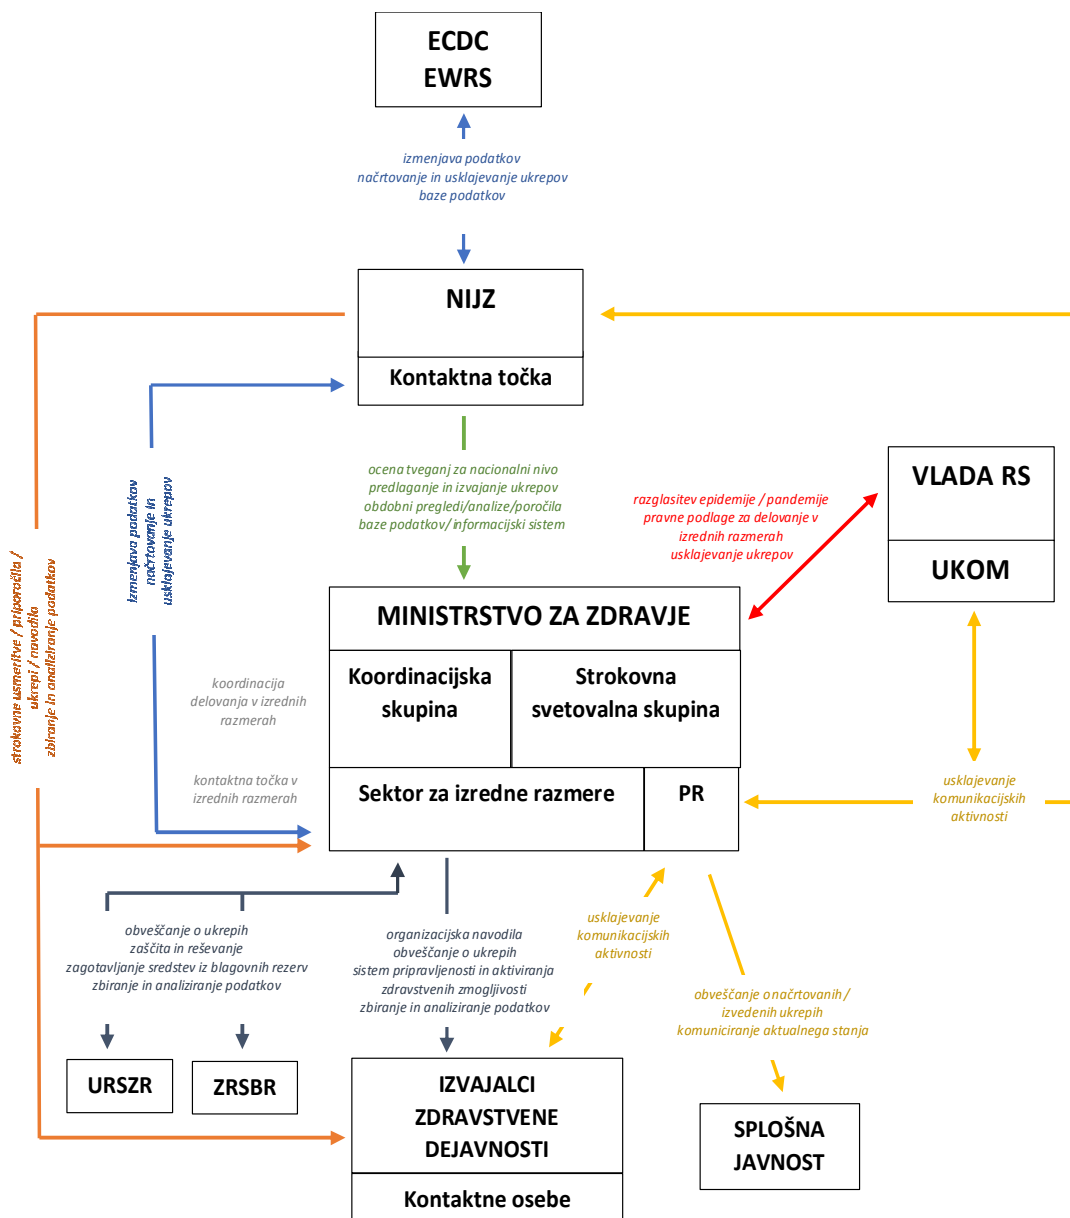 ECDC
EWRS
izmenjava podatkov
načrtovanje in usklajevanje ukrepov
baze podatkov
NIJZ
Kontaktna točka
ocena tveganj za nacionalni nivo
predlaganje in izvajanje ukrepov
obdobni pregledi/analize/poročila
baze podatkov/ informacijski sistem
VLADA RS
UKOM
razglasitev epidemije / pandemije
pravne podlage za delovanje v
izrednih razmerah
usklajevanje ukrepov
strokovne usmeritve / priporočila /
ukrepi / navodila
zbiranje in analiziranje podatkov
Izmenjava podatkov
načrtovanje in
usklajevanje ukrepov
MINISTRSTVO ZA ZDRAVJE
Koordinacijska
skupina
Strokovna
svetovalna skupina
koordinacija
delovanja v izrednih
razmerah
kontaktna točka v
izrednih razmerah
Sektor za izredne razmere
PR
usklajevanje
komunikacijskih
aktivnosti
obveščanje o ukrepih
zaščita in reševanje
zagotavljanje sredstev iz blagovnih rezerv
zbiranje in analiziranje podatkov
organizacijska navodila
obveščanje o ukrepih
sistem pripravljenosti in aktiviranja
zdravstvenih zmogljivosti
zbiranje in analiziranje podatkov
usklajevanje
komunikacijskih
aktivnosti
obveščanje o načrtovanih /
izvedenih ukrepih
komuniciranje aktualnega stanja
URSZR
ZRSBR
IZVAJALCI
ZDRAVSTVENE
DEJAVNOSTI
Kontaktne osebe
SPLOŠNA
JAVNOST